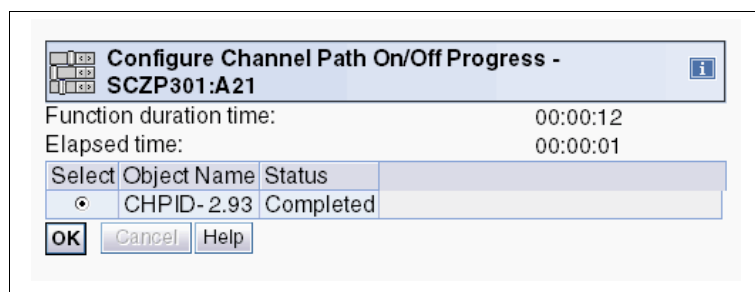 Configure Channel Path On/Off Progress -
SCZP301:A21
i
Function duration time: 00:00:12
Elapsed time: 00:00:01
Select Object Name Status
CHPID- 2.93 Completed
OK Cancel Help